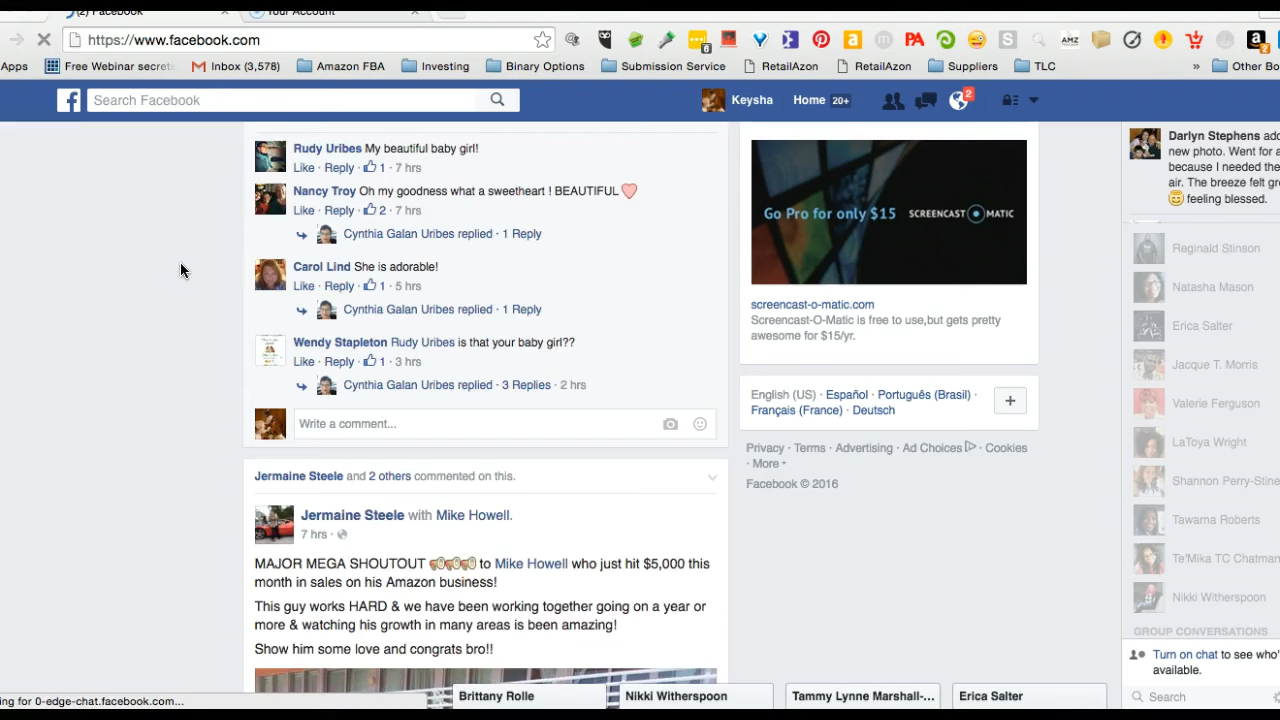 (2) Facebook
Your Account
https://www.facebook.com
6
PA
AMZ
2
Apps
Free Webinar secret
Inbox (3,578)
Amazon FBA
Investing
Binary Options
Submission Service
RetailAzon
RetailAzon
Suppliers
TLC
»
Other Bo
Search Facebook
Keysha
Home 20+
2
Rudy Uribes My beautiful baby girl!
Like · Reply · 1 · 7 hrs
Nancy Troy Oh my goodness what a sweetheart ! BEAUTIFUL
Like · Reply · 2 · 7 hrs
Cynthia Galan Uribes replied · 1 Reply
Carol Lind She is adorable!
Like · Reply · 1 · 5 hrs
Cynthia Galan Uribes replied · 1 Reply
Wendy Stapleton Rudy Uribes is that your baby girl??
Like · Reply · 1 · 3 hrs
Cynthia Galan Uribes replied · 3 Replies · 2 hrs
Write a comment...
Jermaine Steele and 2 others commented on this.
Jermaine Steele with Mike Howell.
7 hrs ·
MAJOR MEGA SHOUTOUT to Mike Howell who just hit $5,000 this
month in sales on his Amazon business!
This guy works HARD & we have been working together going on a year or
more & watching his growth in many areas is been amazing!
Show him some love and congrats bro!!
Go Pro for only $15 SCREENCAST MATIC
screencast-o-matic.com
Screencast-O-Matic is free to use,but gets pretty
awesome for $15/yr.
English (US) · Español · Português (Brasil) ·
Français (France) · Deutsch
+
Privacy · Terms · Advertising · Ad Choices · Cookies
· More
Facebook © 2016
Darlyn Stephens add
new photo. Went for a
because I needed the
air. The breeze felt gr
feeling blessed.
Reginald Stinson
Natasha Mason
Erica Salter
Jacque T. Morris
Valerie Ferguson
LaToya Wright
Shannon Perry-Stine
Tawarna Roberts
Te'Mika TC Chatman
Nikki Witherspoon
GROUP CONVERSATIONS
Turn on chat to see who'
available.
Search
ing for 0-edge-chat.facebook.com...
Brittany Rolle
Nikki Witherspoon
Tammy Lynne Marshall-...
Erica Salter